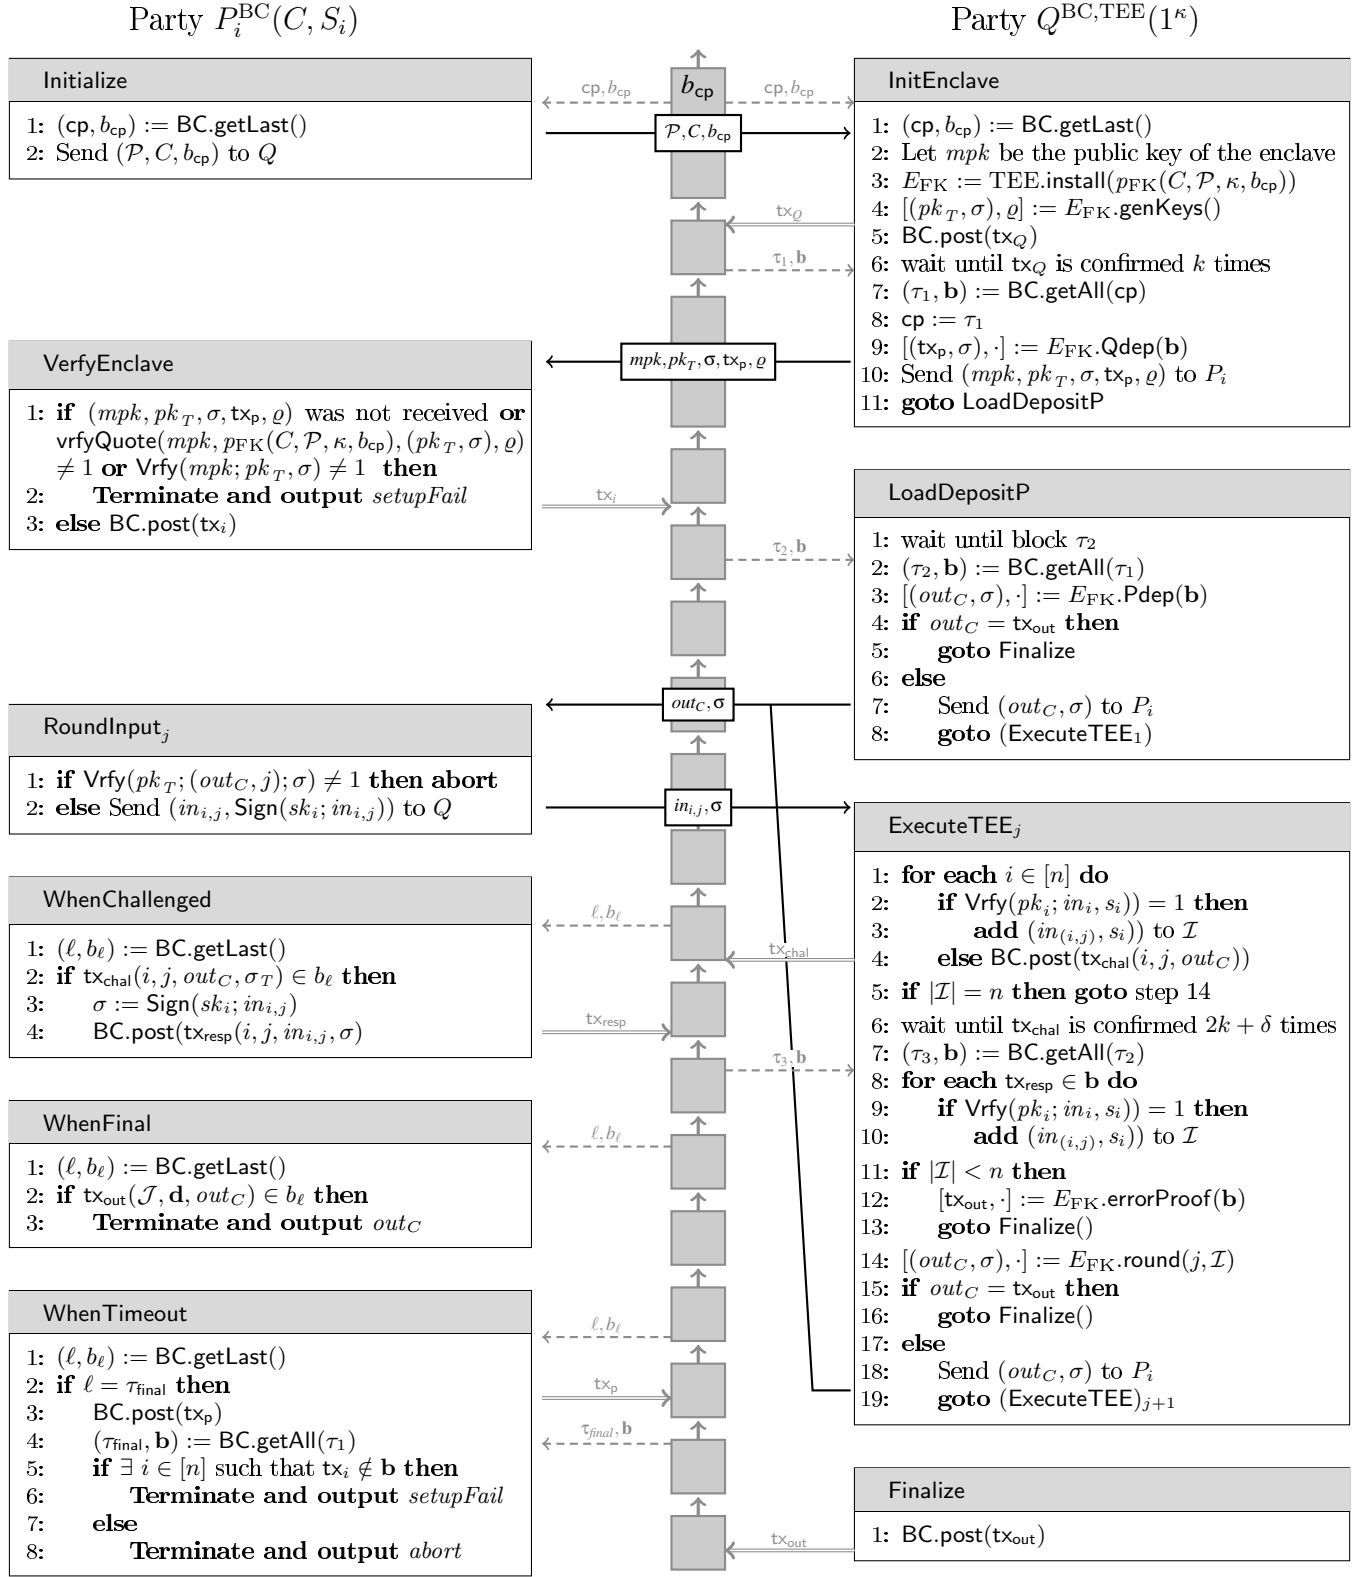 Party P_i^BC(C, S_i)
Initialize
1: (cp, b_cp) := BC.getLast()
2: Send (𝒫, C, b_cp) to Q
VerfyEnclave
1: if (mpk, pk_T, σ, tx_p, ϱ) was not received or
vrfyQuote(mpk, p_FK(C, 𝒫, κ, b_cp), (pk_T, σ), ϱ)
≠ 1 or Vrfy(mpk; pk_T, σ) ≠ 1 then
2: Terminate and output setupFail
3: else BC.post(tx_i)
RoundInput_j
1: if Vrfy(pk_T; (out_C, j); σ) ≠ 1 then abort
2: else Send (in_{i,j}, Sign(sk_i; in_{i,j})) to Q
WhenChallenged
1: (ℓ, b_ℓ) := BC.getLast()
2: if tx_chal(i, j, out_C, σ_T) ∈ b_ℓ then
3: σ := Sign(sk_i; in_{i,j})
4: BC.post(tx_resp(i, j, in_{i,j}, σ)
WhenFinal
1: (ℓ, b_ℓ) := BC.getLast()
2: if tx_out(𝒥, d, out_C) ∈ b_ℓ then
3: Terminate and output out_C
WhenTimeout
1: (ℓ, b_ℓ) := BC.getLast()
2: if ℓ = τ_final then
3: BC.post(tx_p)
4: (τ_final, b) := BC.getAll(τ_1)
5: if ∃ i ∈ [n] such that tx_i ∉ b then
6: Terminate and output setupFail
7: else
8: Terminate and output abort
b_cp
cp, b_cp
cp, b_cp
𝒫, C, b_cp
tx_Q
τ_1, b
mpk, pk_T, σ, tx_p, ϱ
tx_i
τ_2, b
out_C, σ
in_{i,j}, σ
ℓ, b_ℓ
tx_chal
tx_resp
τ_3, b
ℓ, b_ℓ
ℓ, b_ℓ
tx_p
τ_final, b
tx_out
Party Q^BC,TEE(1^κ)
InitEnclave
1: (cp, b_cp) := BC.getLast()
2: Let mpk be the public key of the enclave
3: E_FK := TEE.install(p_FK(C, 𝒫, κ, b_cp))
4: [(pk_T, σ), ϱ] := E_FK.genKeys()
5: BC.post(tx_Q)
6: wait until tx_Q is confirmed k times
7: (τ_1, b) := BC.getAll(cp)
8: cp := τ_1
9: [(tx_p, σ), ·] := E_FK.Qdep(b)
10: Send (mpk, pk_T, σ, tx_p, ϱ) to P_i
11: goto LoadDepositP
LoadDepositP
1: wait until block τ_2
2: (τ_2, b) := BC.getAll(τ_1)
3: [(out_C, σ), ·] := E_FK.Pdep(b)
4: if out_C = tx_out then
5: goto Finalize
6: else
7: Send (out_C, σ) to P_i
8: goto (ExecuteTEE_1)
ExecuteTEE_j
1: for each i ∈ [n] do
2: if Vrfy(pk_i; in_i, s_i)) = 1 then
3: add (in_(i,j), s_i)) to ℐ
4: else BC.post(tx_chal(i, j, out_C))
5: if |ℐ| = n then goto step 14
6: wait until tx_chal is confirmed 2k + δ times
7: (τ_3, b) := BC.getAll(τ_2)
8: for each tx_resp ∈ b do
9: if Vrfy(pk_i; in_i, s_i)) = 1 then
10: add (in_(i,j), s_i)) to ℐ
11: if |ℐ| < n then
12: [tx_out, ·] := E_FK.errorProof(b)
13: goto Finalize()
14: [(out_C, σ), ·] := E_FK.round(j, ℐ)
15: if out_C = tx_out then
16: goto Finalize()
17: else
18: Send (out_C, σ) to P_i
19: goto (ExecuteTEE)_{j+1}
Finalize
1: BC.post(tx_out)